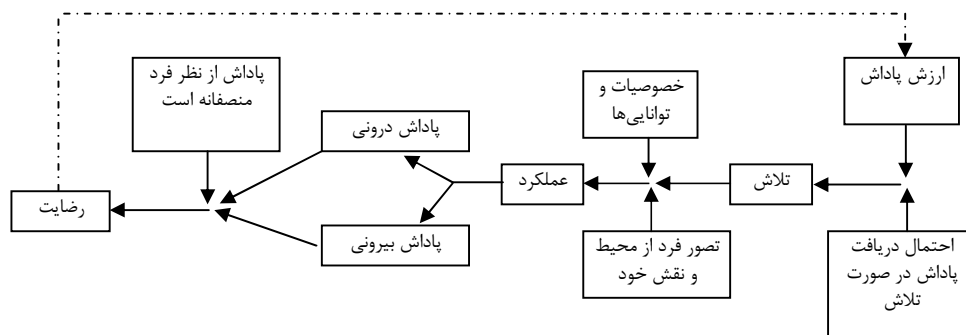 ارزش پاداش
خصوصیات و
توانایی‌ها
پاداش از نظر فرد
منصفانه است
پاداش درونی
تلاش
عملکرد
رضایت
پاداش بیرونی
تصور فرد از محیط
و نقش خود
احتمال دریافت
پاداش در صورت
تلاش